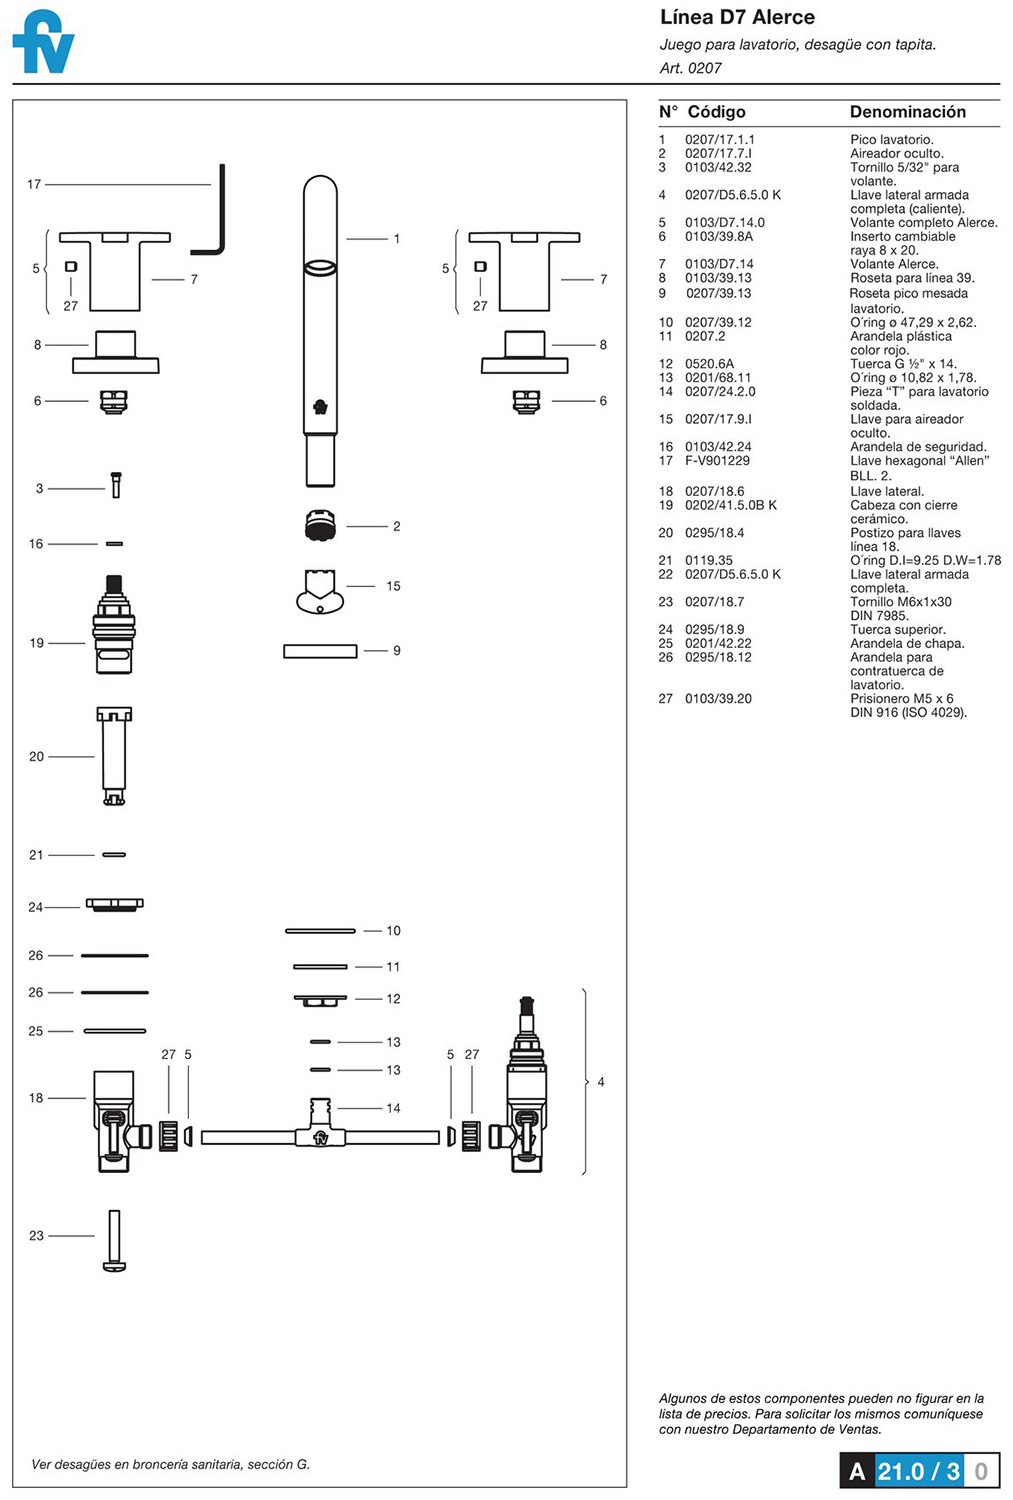 fv
Línea D7 Alerce
Juego para lavatorio, desagüe con tapita.
Art. 0207
N° Código Denominación
1 0207/17.1.1 Pico lavatorio.
2 0207/17.7.I Aireador oculto.
3 0103/42.32 Tornillo 5/32" para
volante.
4 0207/D5.6.5.0 K Llave lateral armada
completa (caliente).
5 0103/D7.14.0 Volante completo Alerce.
6 0103/39.8A Inserto cambiable
raya 8 x 20.
7 0103/D7.14 Volante Alerce.
8 0103/39.13 Roseta para línea 39.
9 0207/39.13 Roseta pico mesada
lavatorio.
10 0207/39.12 O´ring ø 47,29 x 2,62.
11 0207.2 Arandela plástica
color rojo.
12 0520.6A Tuerca G ½" x 14.
13 0201/68.11 O´ring ø 10,82 x 1,78.
14 0207/24.2.0 Pieza “T” para lavatorio
soldada.
15 0207/17.9.I Llave para aireador
oculto.
16 0103/42.24 Arandela de seguridad.
17 F-V901229 Llave hexagonal “Allen”
BLL. 2.
18 0207/18.6 Llave lateral.
19 0202/41.5.0B K Cabeza con cierre
cerámico.
20 0295/18.4 Postizo para llaves
línea 18.
21 0119.35 O´ring D.I=9.25 D.W=1.78
22 0207/D5.6.5.0 K Llave lateral armada
completa.
23 0207/18.7 Tornillo M6x1x30
DIN 7985.
24 0295/18.9 Tuerca superior.
25 0201/42.22 Arandela de chapa.
26 0295/18.12 Arandela para
contratuerca de
lavatorio.
27 0103/39.20 Prisionero M5 x 6
DIN 916 (ISO 4029).
17
1
5 27 7
5 27 7
8 8
6 6
fv
3
2
16
15
19
9
20
21
24
10
26
11
26
12
25
13
27 5 5 27
13
4
18
14
fv
23
Ver desagües en broncería sanitaria, sección G.
Algunos de estos componentes pueden no figurar en la
lista de precios. Para solicitar los mismos comuníquese
con nuestro Departamento de Ventas.
A 21.0 / 3 0